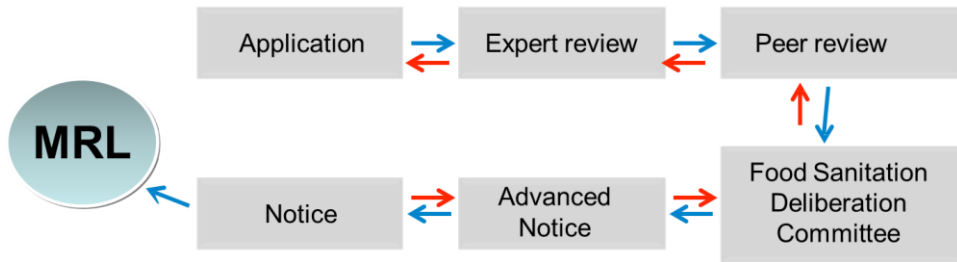 Application
Expert review
Peer review
MRL
Notice
Advanced
Notice
Food Sanitation
Deliberation
Committee